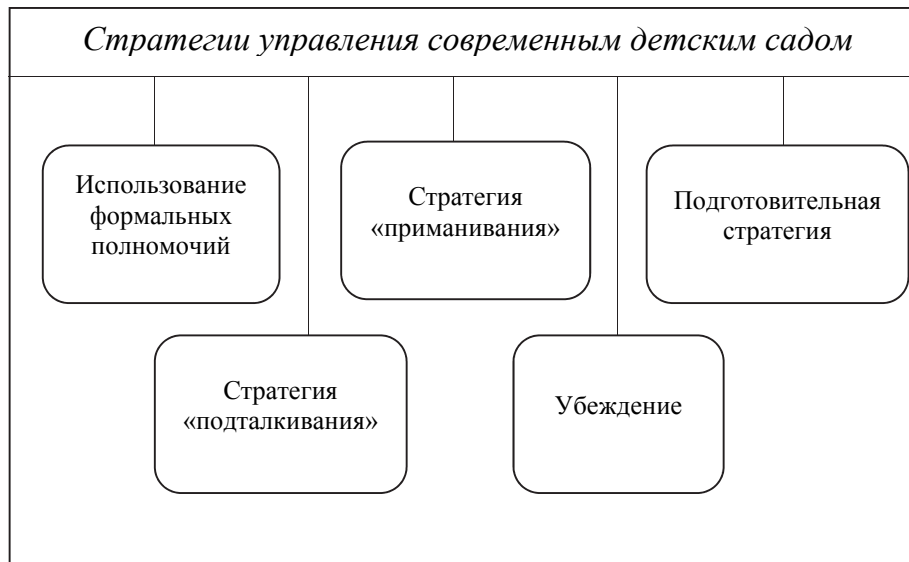 Стратегии управления современным детским садом
Использование
формальных
полномочий
Стратегия
«приманивания»
Подготовительная
стратегия
Стратегия
«подталкивания»
Убеждение